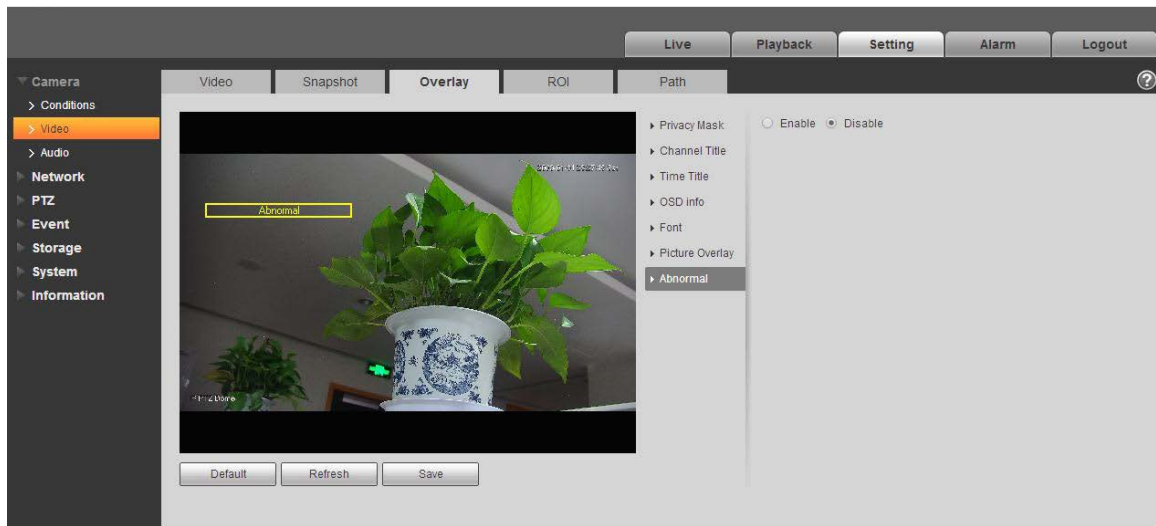 Live Playback Setting Alarm Logout
Camera
Conditions
Video
Audio
Network
PTZ
Event
Storage
System
Information
Video Snapshot Overlay ROI Path
?
Abnormal
PTZ Dome
Default Refresh Save
Privacy Mask
Channel Title
Time Title
OSD info
Font
Picture Overlay
Abnormal
Enable Disable